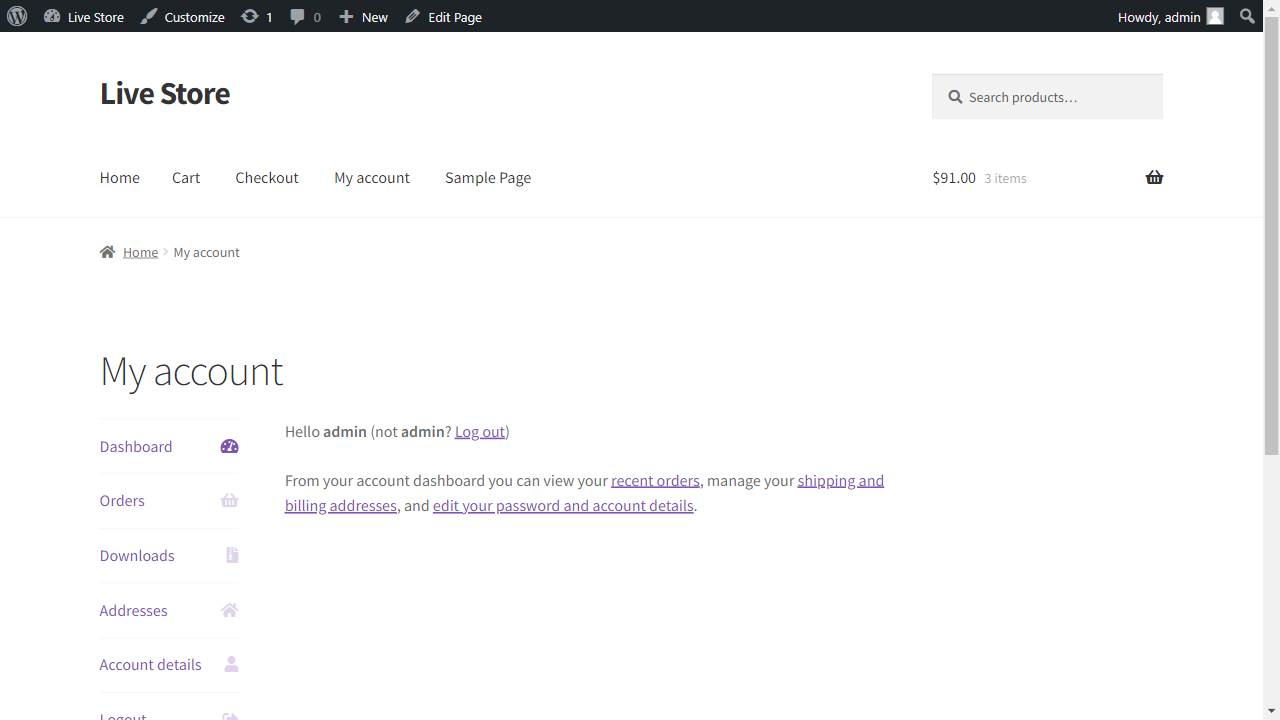 Live Store Customize 1 0 New Edit Page Howdy, admin
Live Store
Search products…
Home Cart Checkout My account Sample Page $91.00 3 items
Home My account
My account
Dashboard
Orders
Downloads
Addresses
Account details
Logout
Hello admin (not admin? Log out)
From your account dashboard you can view your recent orders, manage your shipping and
billing addresses, and edit your password and account details.